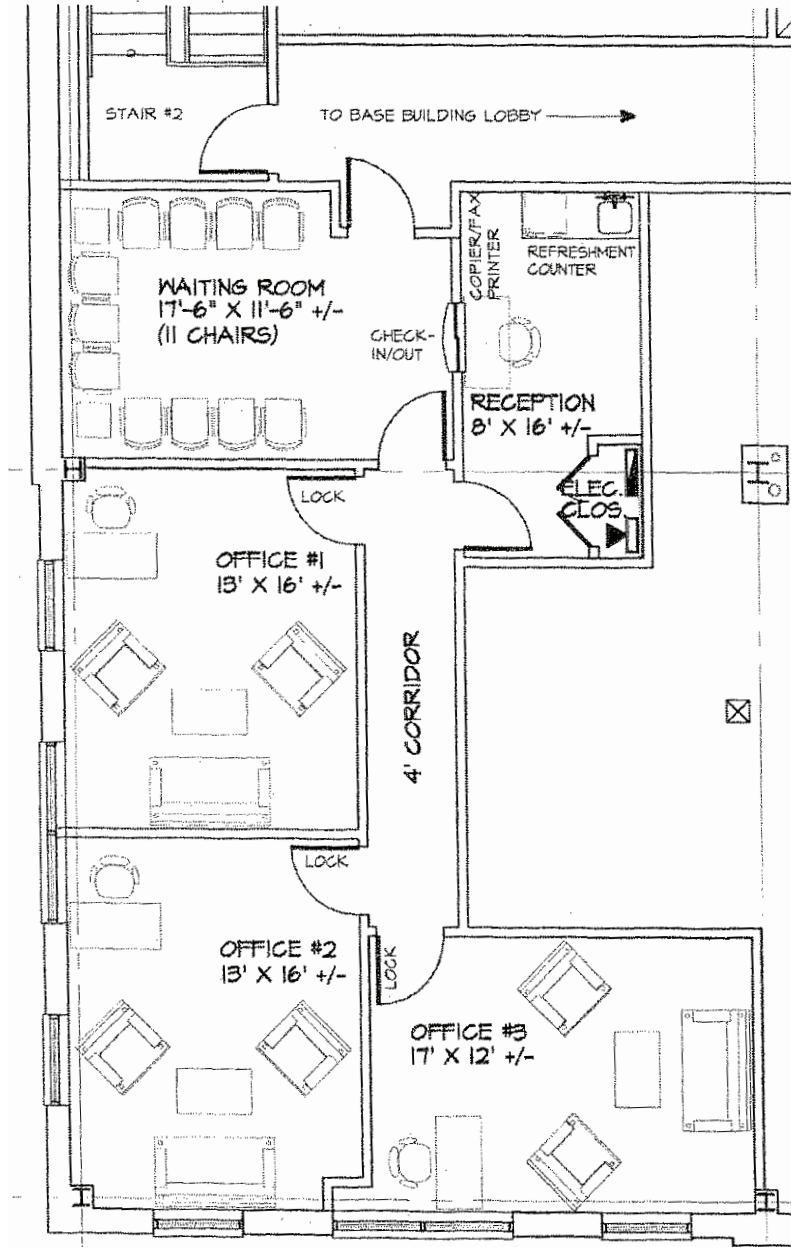 STAIR #2
TO BASE BUILDING LOBBY
COPIER/FAX
PRINTER
REFRESHMENT
COUNTER
WAITING ROOM
17'-6" X 11'-6" +/-
(11 CHAIRS)
CHECK-
IN/OUT
RECEPTION
8' X 16' +/-
ELEC.
CLOS.
LOCK
OFFICE #1
13' X 16' +/-
4' CORRIDOR
LOCK
OFFICE #2
13' X 16' +/-
LOCK
OFFICE #3
17' X 12' +/-